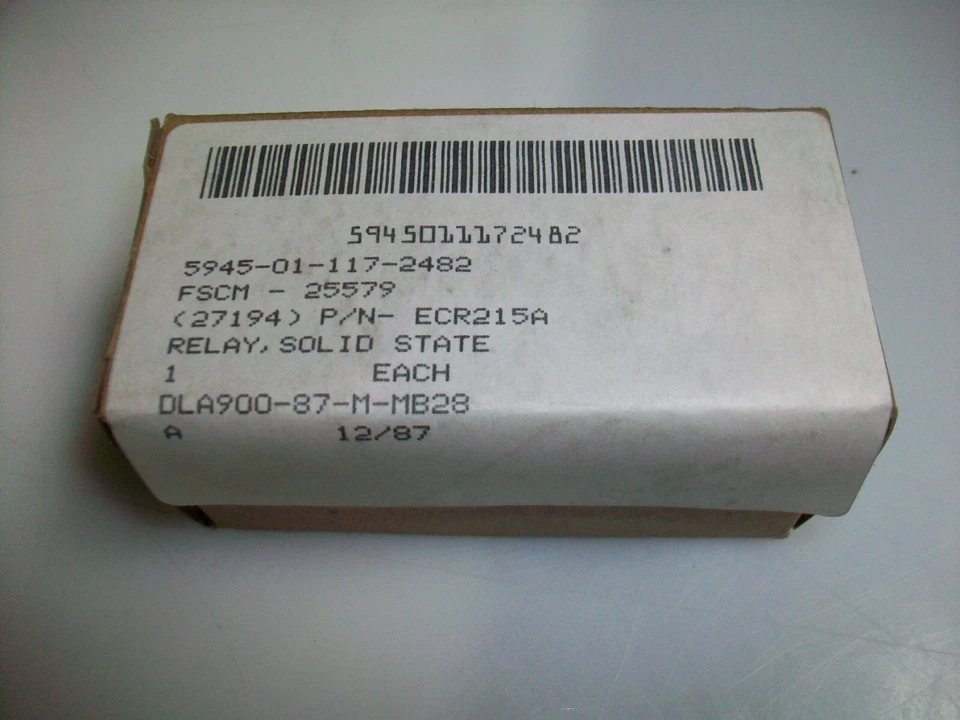 5945011172482
5945-01-117-2482
FSCM - 25579
(27194) P/N- ECR215A
RELAY, SOLID STATE
1 EACH
DLA900-87-M-MB28
A 12/87